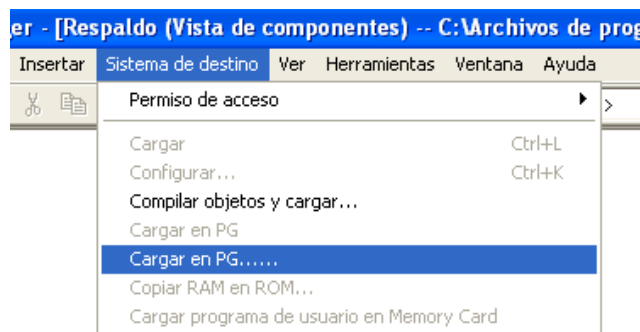 er - [Respaldo (Vista de componentes) -- C:\Archivos de prog
Insertar Sistema de destino Ver Herramientas Ventana Ayuda
Permiso de acceso
>
Cargar Ctrl+L
Configurar... Ctrl+K
Compilar objetos y cargar...
Cargar en PG
Cargar en PG......
Copiar RAM en ROM...
Cargar programa de usuario en Memory Card